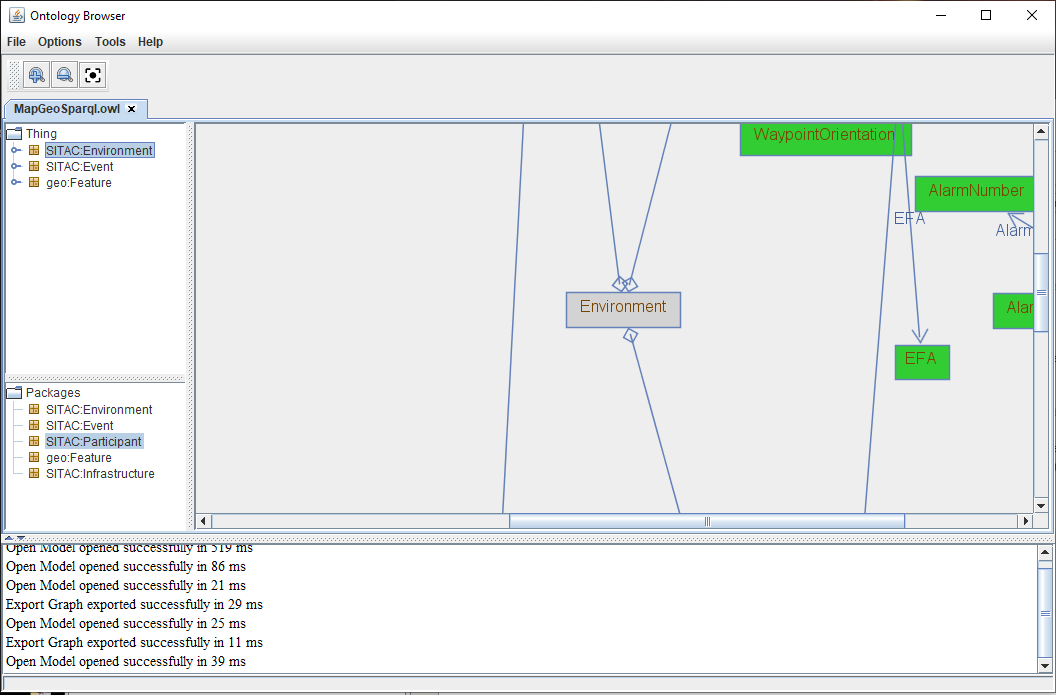 Ontology Browser
File Options Tools Help
MapGeoSparql.owl
Thing
SITAC:Environment
SITAC:Event
geo:Feature
Packages
SITAC:Environment
SITAC:Event
SITAC:Participant
geo:Feature
SITAC:Infrastructure
WaypointOrientation
AlarmNumber
EFA
Alarm
Environment
Alar
EFA
Open Model opened successfully in 519 ms
Open Model opened successfully in 86 ms
Open Model opened successfully in 21 ms
Export Graph exported successfully in 29 ms
Open Model opened successfully in 25 ms
Export Graph exported successfully in 11 ms
Open Model opened successfully in 39 ms